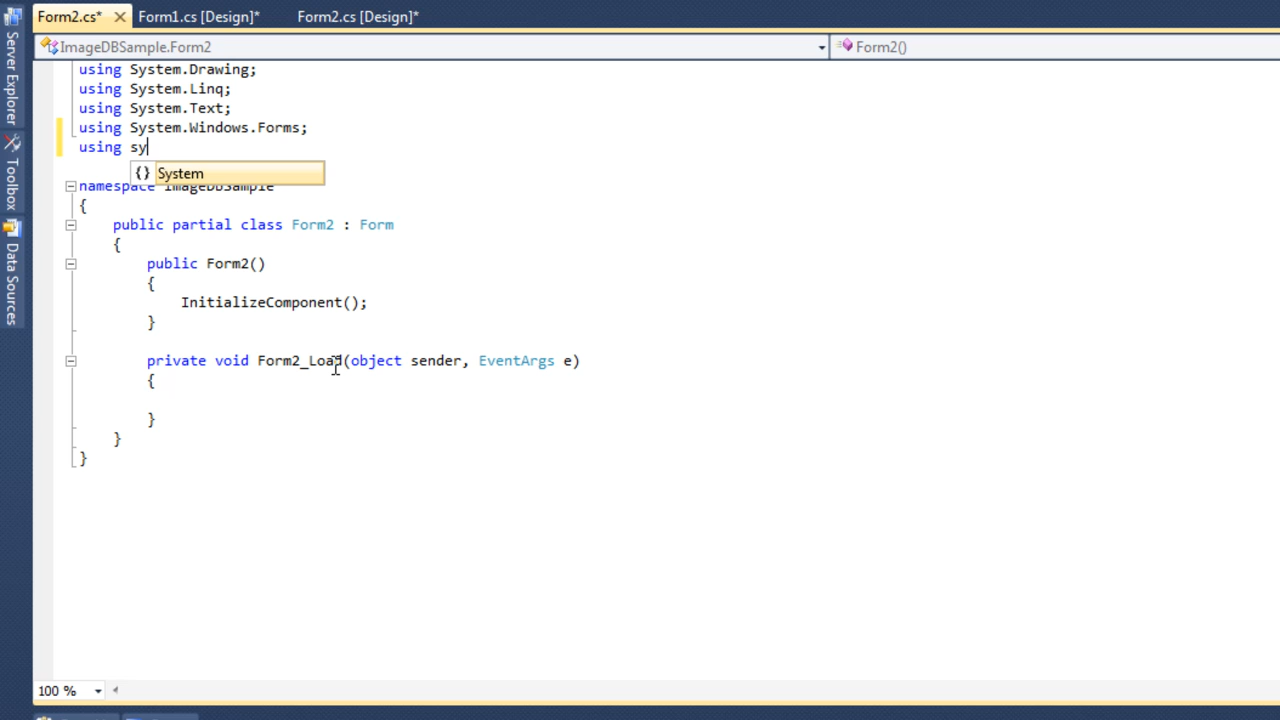 Form2.cs* Form1.cs [Design]* Form2.cs [Design]*
ImageDBSample.Form2 Form2()
Server Explorer
Toolbox
Data Sources
using System.Drawing;
using System.Linq;
using System.Text;
using System.Windows.Forms;
using sy
{} System
namespace ImageDBSample
{
public partial class Form2 : Form
{
public Form2()
{
InitializeComponent();
}
private void Form2_Load(object sender, EventArgs e)
{
}
}
}
100 %